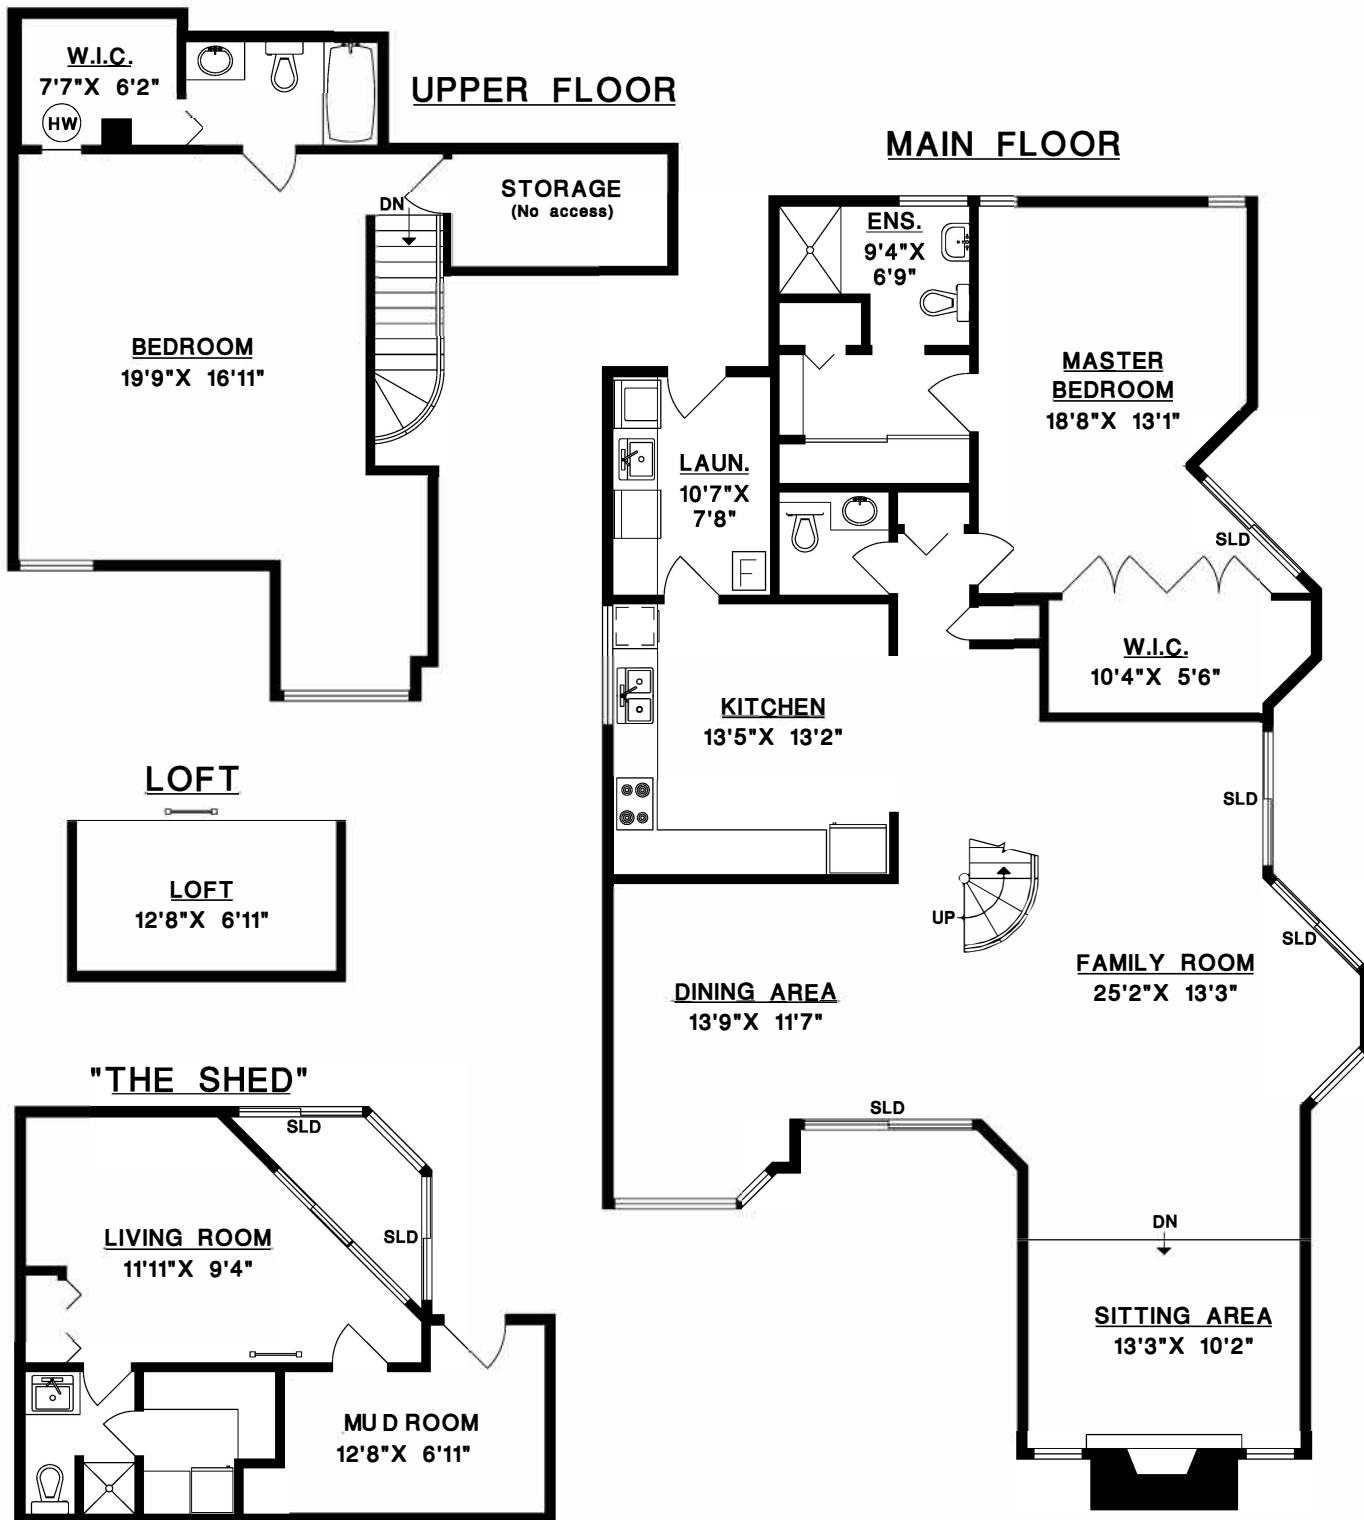 UPPER FLOOR
W.I.C.
7'7"X 6'2"
HW
DN
STORAGE
(No access)
BEDROOM
19'9"X 16'11"
MAIN FLOOR
ENS.
9'4"X
6'9"
MASTER
BEDROOM
18'8"X 13'1"
LAUN.
10'7"X
7'8"
F
SLD
W.I.C.
10'4"X 5'6"
KITCHEN
13'5"X 13'2"
SLD
UP
SLD
FAMILY ROOM
25'2"X 13'3"
DINING AREA
13'9"X 11'7"
SLD
DN
SITTING AREA
13'3"X 10'2"
LOFT
LOFT
12'8"X 6'11"
"THE SHED"
SLD
SLD
LIVING ROOM
11'11"X 9'4"
MUD ROOM
12'8"X 6'11"